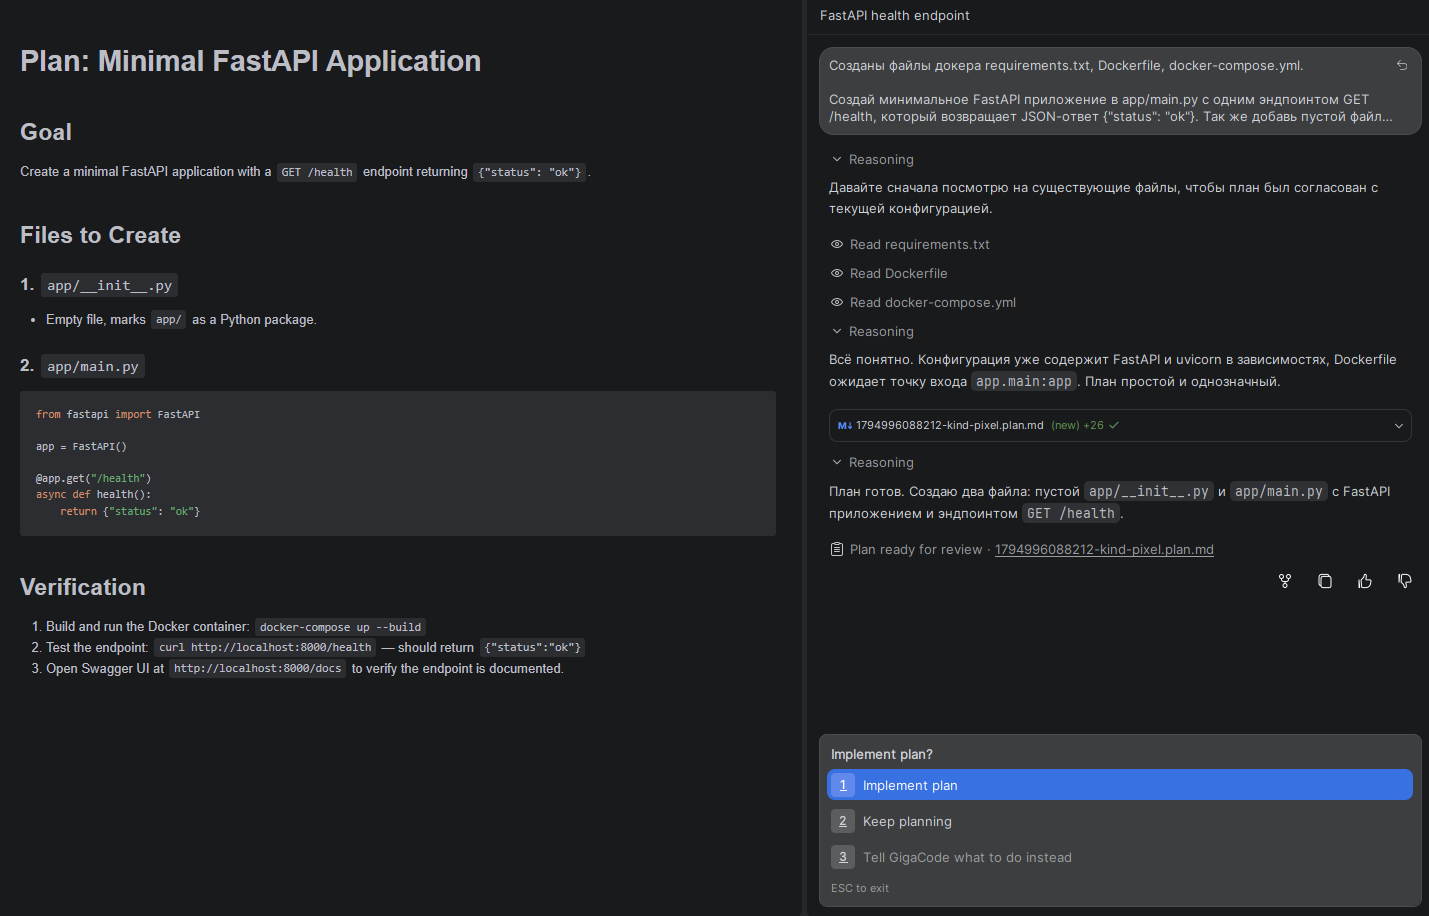 Plan: Minimal FastAPI Application
Goal
Create a minimal FastAPI application with a GET /health endpoint returning {"status": "ok"} .
Files to Create
1. app/__init__.py
• Empty file, marks app/ as a Python package.
2. app/main.py
from fastapi import FastAPI
app = FastAPI()
@app.get("/health")
async def health():
    return {"status": "ok"}
Verification
1. Build and run the Docker container: docker-compose up --build
2. Test the endpoint: curl http://localhost:8000/health — should return {"status":"ok"}
3. Open Swagger UI at http://localhost:8000/docs to verify the endpoint is documented.
FastAPI health endpoint
Созданы файлы докера requirements.txt, Dockerfile, docker-compose.yml.
Создай минимальное FastAPI приложение в app/main.py с одним эндпоинтом GET
/health, который возвращает JSON-ответ {"status": "ok"}. Так же добавь пустой файл...
Reasoning
Давайте сначала посмотрю на существующие файлы, чтобы план был согласован с
текущей конфигурацией.
Read requirements.txt
Read Dockerfile
Read docker-compose.yml
Reasoning
Всё понятно. Конфигурация уже содержит FastAPI и uvicorn в зависимостях, Dockerfile
ожидает точку входа app.main:app. План простой и однозначный.
M↓ 1794996088212-kind-pixel.plan.md (new) +26 ✓
Reasoning
План готов. Создаю два файла: пустой app/__init__.py и app/main.py с FastAPI
приложением и эндпоинтом GET /health.
Plan ready for review · 1794996088212-kind-pixel.plan.md
Implement plan?
1 Implement plan
2 Keep planning
3 Tell GigaCode what to do instead
ESC to exit